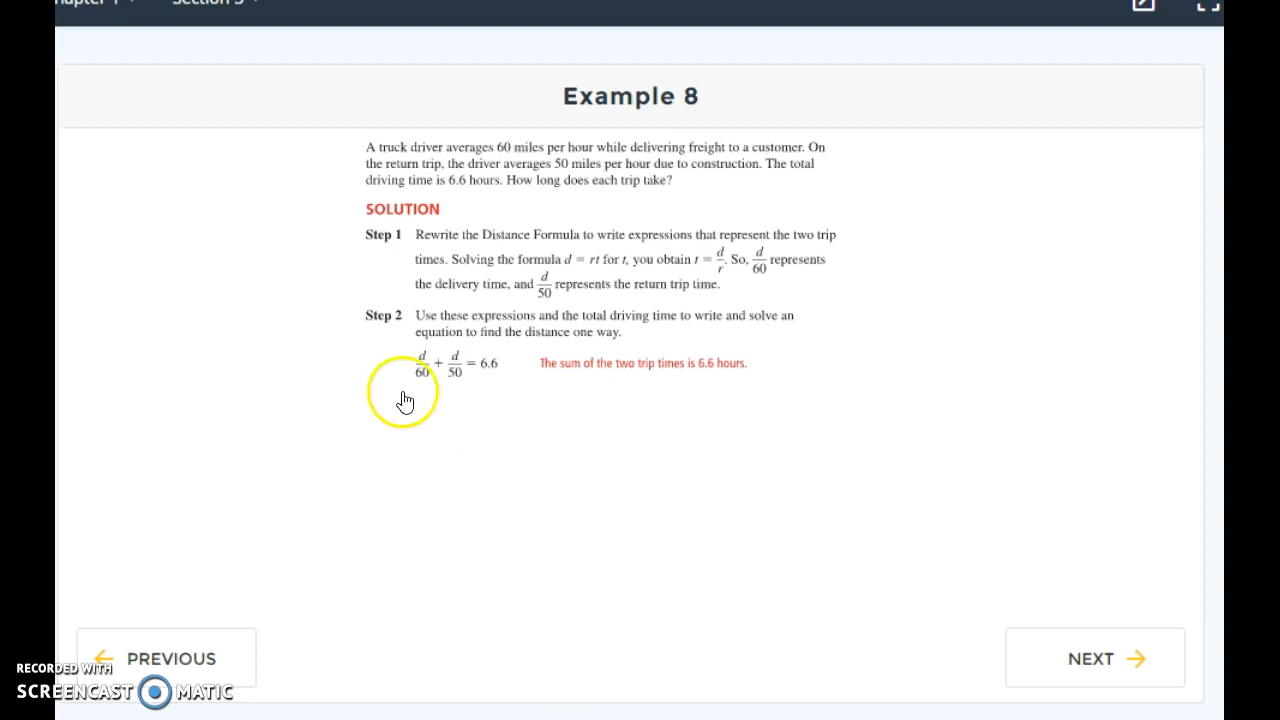 Section 3
Example 8
A truck driver averages 60 miles per hour while delivering freight to a customer. On
the return trip, the driver averages 50 miles per hour due to construction. The total
driving time is 6.6 hours. How long does each trip take?
SOLUTION
Step 1 Rewrite the Distance Formula to write expressions that represent the two trip
times. Solving the formula d = rt for t, you obtain t = d/r. So, d/60 represents
the delivery time, and d/50 represents the return trip time.
Step 2 Use these expressions and the total driving time to write and solve an
equation to find the distance one way.
d/60 + d/50 = 6.6 The sum of the two trip times is 6.6 hours.
PREVIOUS
NEXT
RECORDED WITH
SCREENCAST MATIC